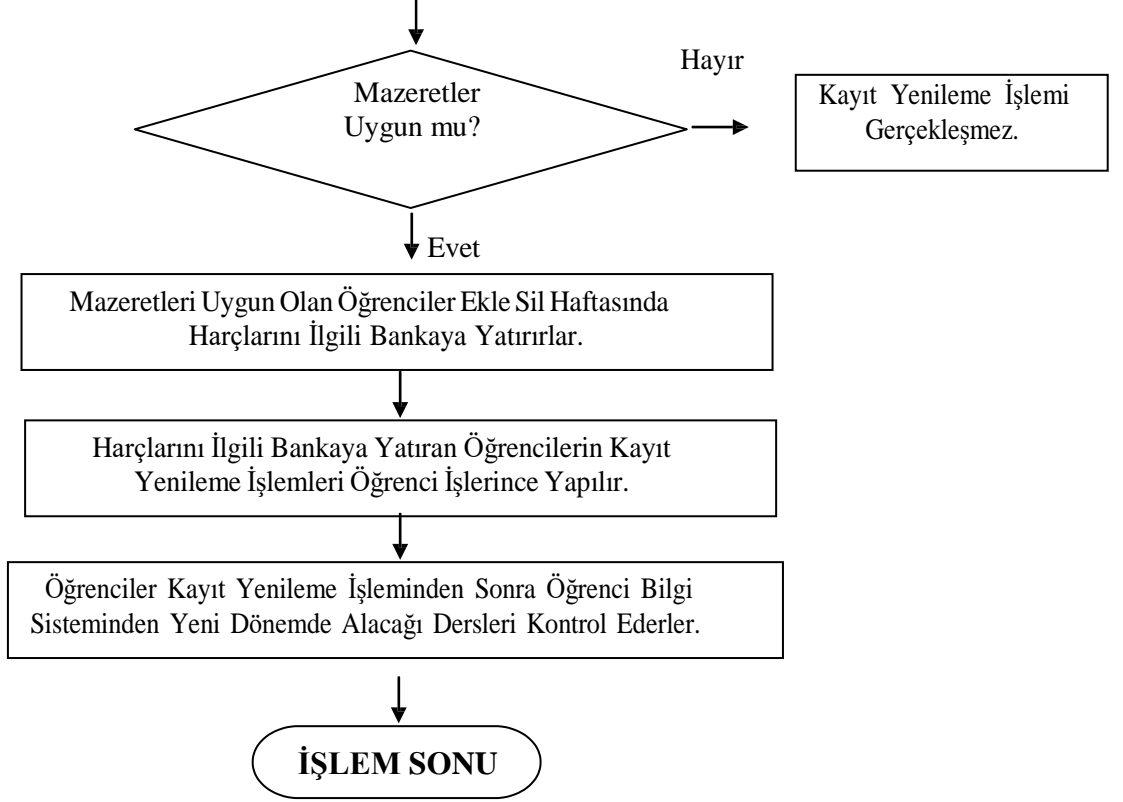 Mazeretler
Uygun mu?
Hayır
Kayıt Yenileme İşlemi
Gerçekleşmez.
Evet
Mazeretleri Uygun Olan Öğrenciler Ekle Sil Haftasında
Harçlarını İlgili Bankaya Yatırırlar.
Harçlarını İlgili Bankaya Yatıran Öğrencilerin Kayıt
Yenileme İşlemleri Öğrenci İşlerince Yapılır.
Öğrenciler Kayıt Yenileme İşleminden Sonra Öğrenci Bilgi
Sisteminden Yeni Dönemde Alacağı Dersleri Kontrol Ederler.
İŞLEM SONU